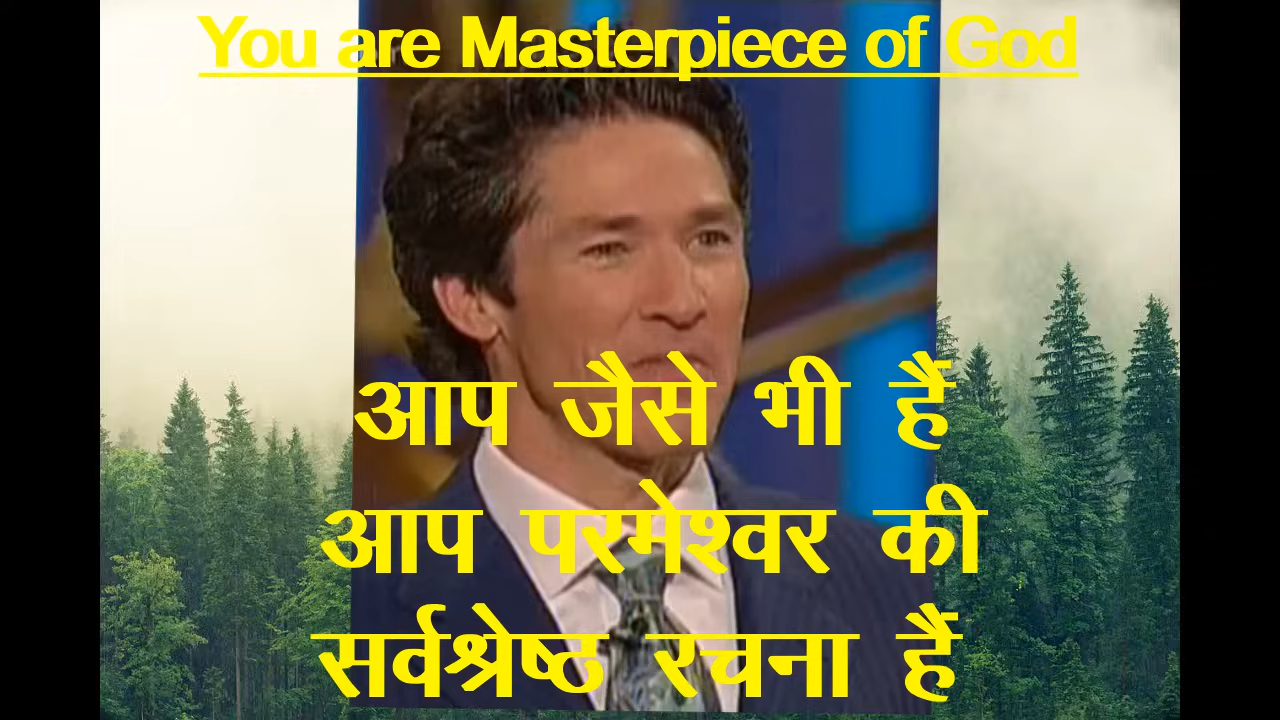 You are Masterpiece of God
आप जैसे भी हैं
आप परमेश्वर की
सर्वश्रेष्ठ रचना हैं